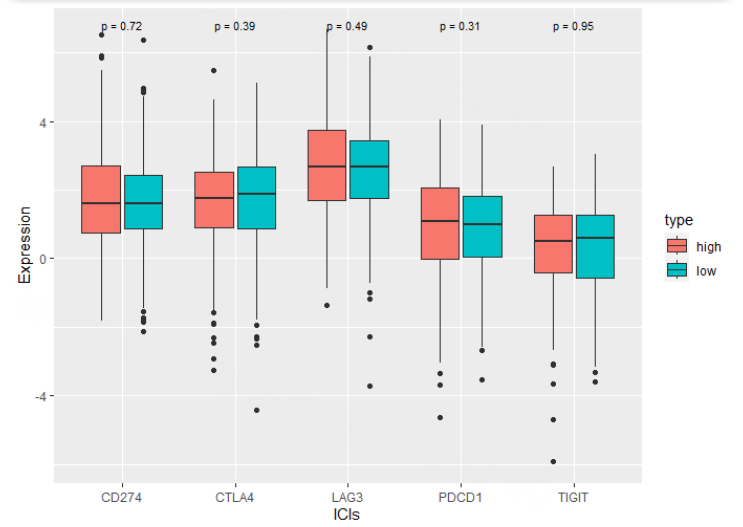 p = 0.72 p = 0.39 p = 0.49 p = 0.31 p = 0.95
4
0
-4
Expression
CD274 CTLA4 LAG3 PDCD1 TIGIT
ICIs
type
high
low